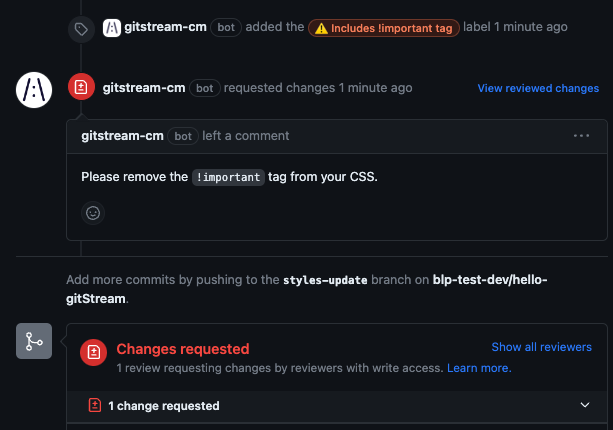 gitstream-cm bot added the ⚠️ Includes !important tag label 1 minute ago
gitstream-cm bot requested changes 1 minute ago View reviewed changes
gitstream-cm bot left a comment ...
Please remove the !important tag from your CSS.
Add more commits by pushing to the styles-update branch on blp-test-dev/hello-
gitStream.
Changes requested Show all reviewers
1 review requesting changes by reviewers with write access. Learn more.
1 change requested